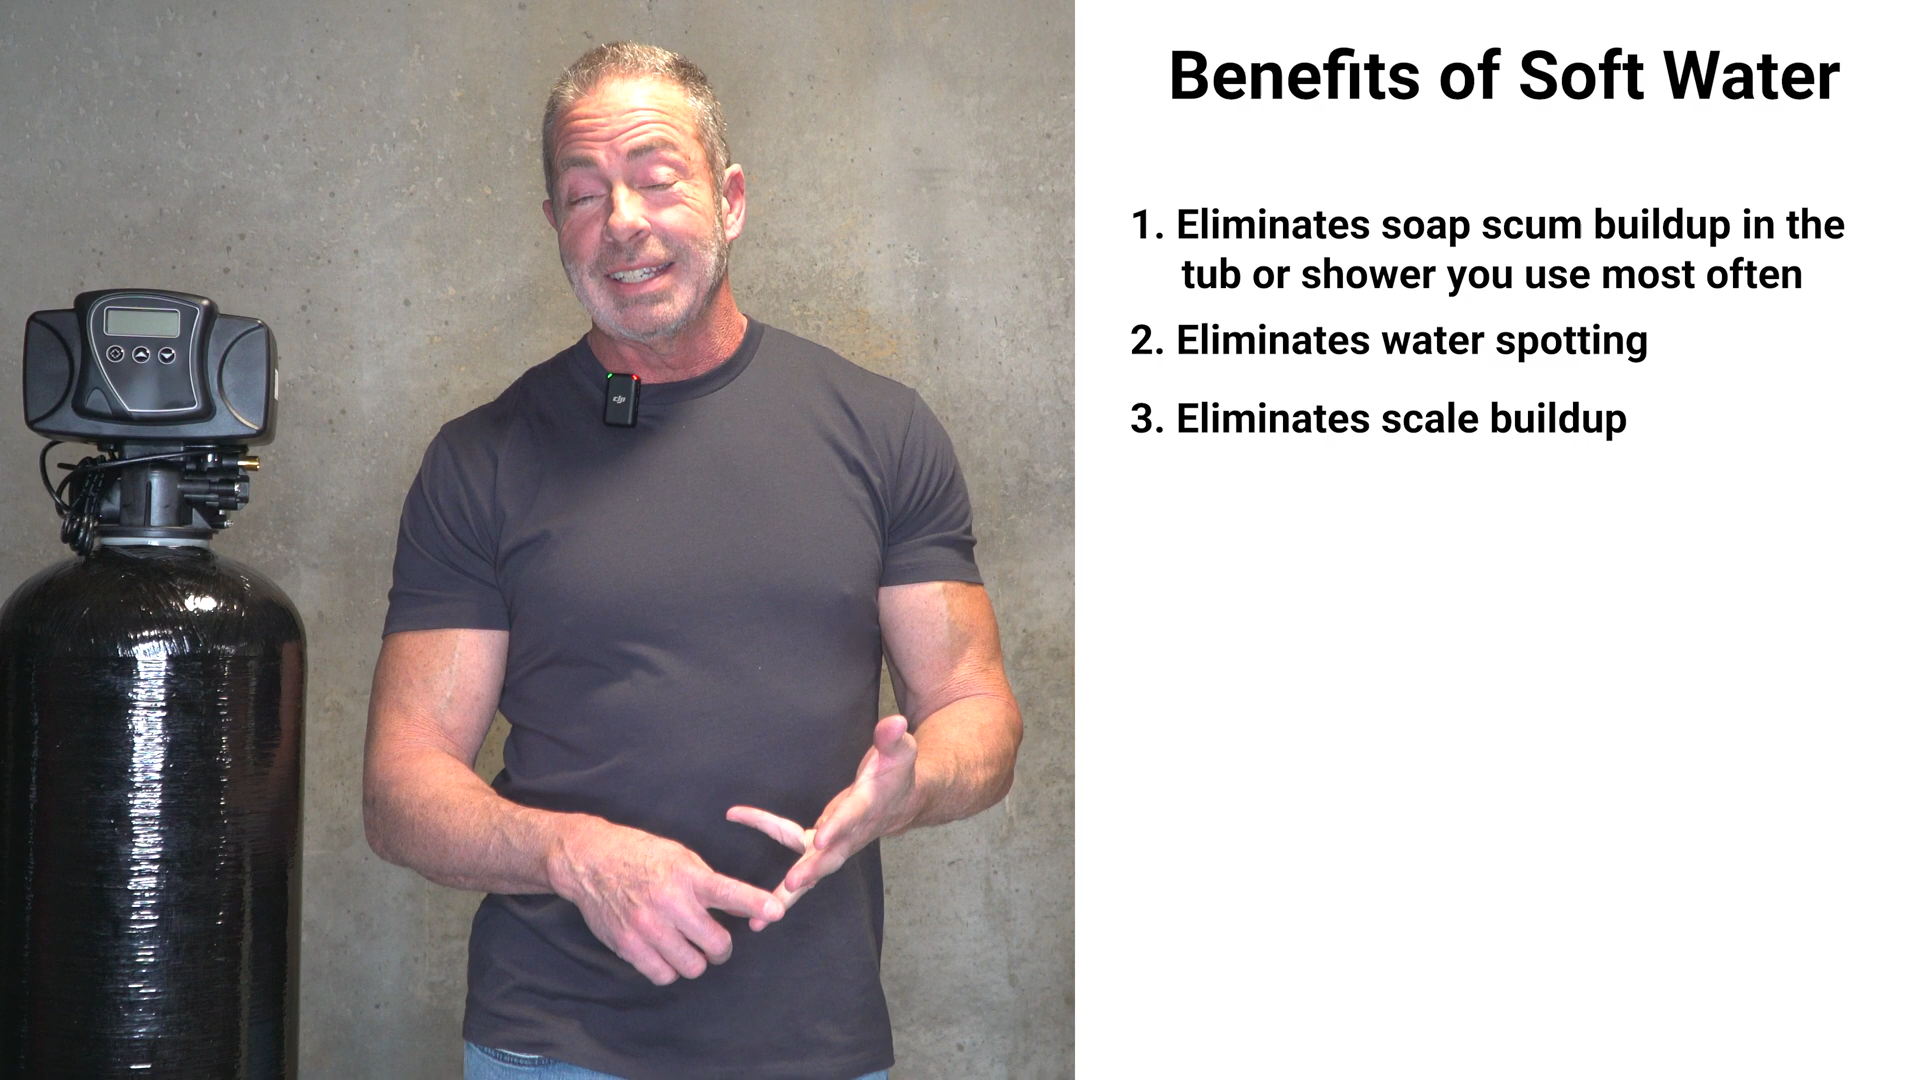 Benefits of Soft Water
1. Eliminates soap scum buildup in the
tub or shower you use most often
2. Eliminates water spotting
3. Eliminates scale buildup
dji